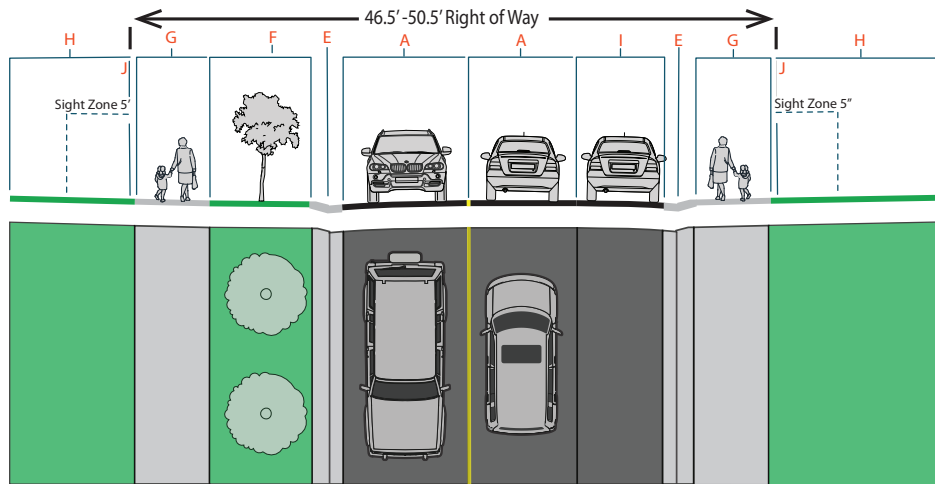 46.5' -50.5' Right of Way
H G F E A A I E G H
J J
Sight Zone 5' Sight Zone 5"